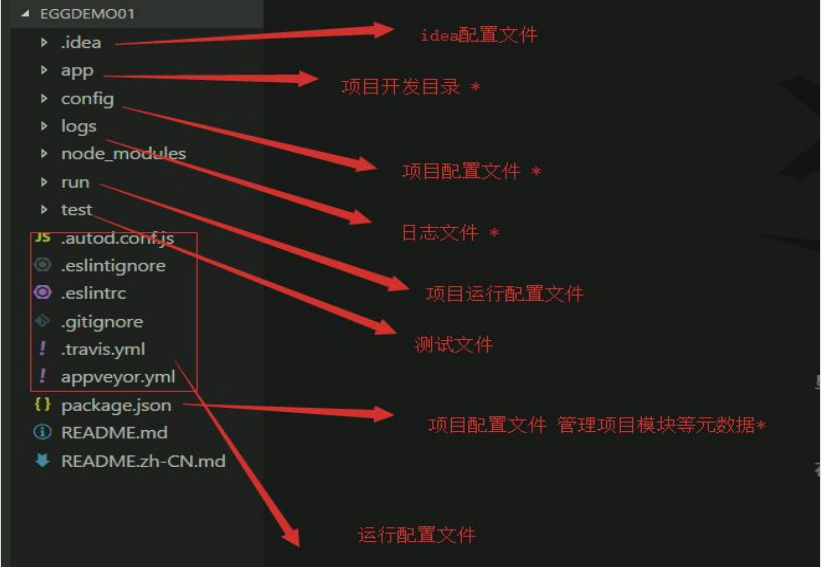 EGGDEMO01
.idea
idea配置文件
app
项目开发目录 *
config
logs
node_modules
项目配置文件 *
run
test
日志文件 *
.autod.conf.js
.eslintignore
.eslintrc
项目运行配置文件
.gitignore
.travis.yml
测试文件
appveyor.yml
package.json
项目配置文件 管理项目模块等元数据*
README.md
README.zh-CN.md
运行配置文件